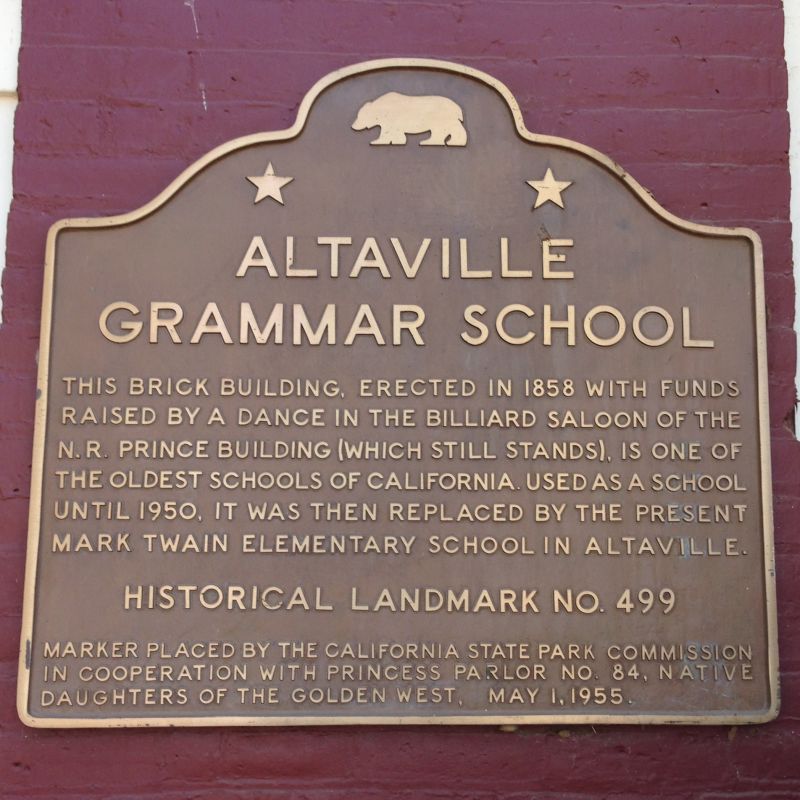 ALTAVILLE
GRAMMAR SCHOOL
THIS BRICK BUILDING, ERECTED IN 1858 WITH FUNDS
RAISED BY A DANCE IN THE BILLIARD SALOON OF THE
N.R. PRINCE BUILDING (WHICH STILL STANDS), IS ONE OF
THE OLDEST SCHOOLS OF CALIFORNIA. USED AS A SCHOOL
UNTIL 1950, IT WAS THEN REPLACED BY THE PRESENT
MARK TWAIN ELEMENTARY SCHOOL IN ALTAVILLE.
HISTORICAL LANDMARK NO. 499
MARKER PLACED BY THE CALIFORNIA STATE PARK COMMISSION
IN COOPERATION WITH PRINCESS PARLOR NO. 84, NATIVE
DAUGHTERS OF THE GOLDEN WEST, MAY 1, 1955.